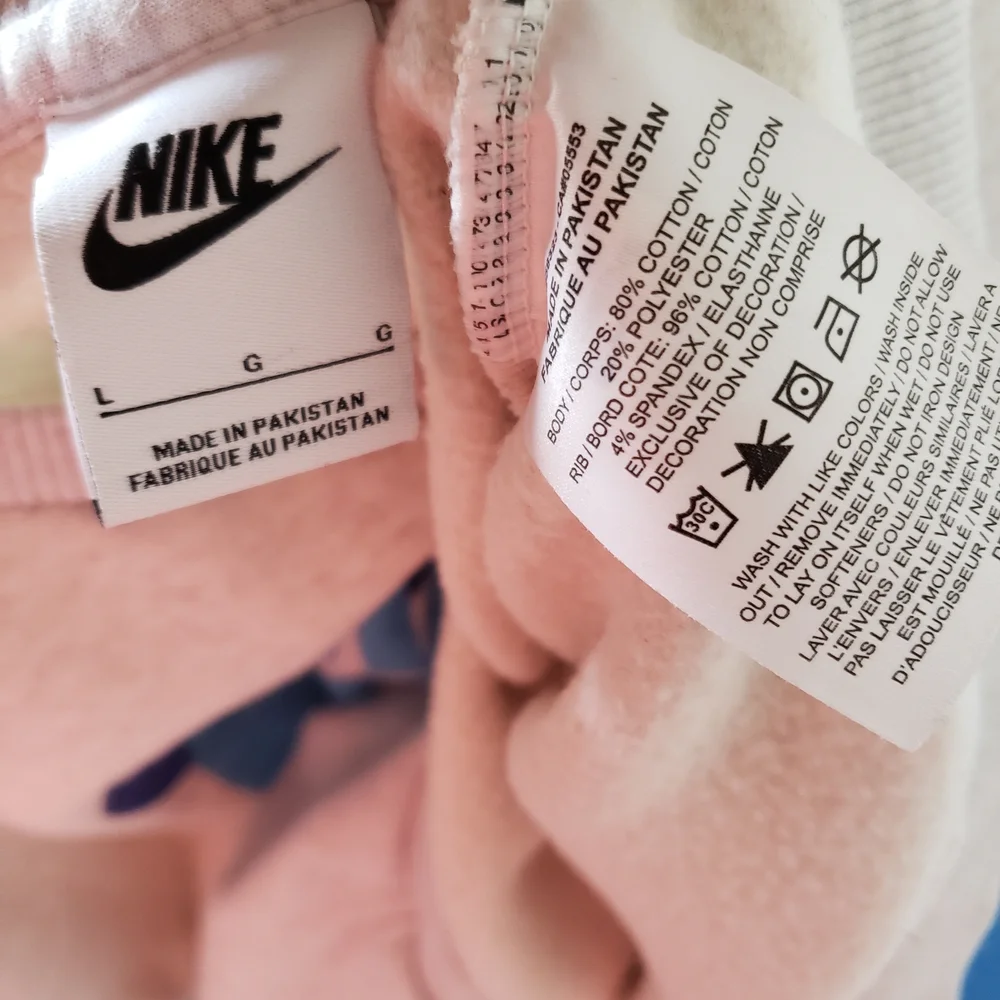 NIKE
L G G
MADE IN PAKISTAN
FABRIQUE AU PAKISTAN
MADE IN PAKISTAN
FABRIQUE AU PAKISTAN
BODY / CORPS: 80% COTTON / COTON
20% POLYESTER
RIB / BORD COTE: 96% COTTON / COTON
4% SPANDEX / ELASTHANNE
EXCLUSIVE OF DECORATION /
DECORATION NON COMPRISE
30C
WASH WITH LIKE COLORS / WASH INSIDE
OUT / REMOVE IMMEDIATELY / DO NOT ALLOW
TO LAY ON ITSELF WHEN WET / DO NOT USE
SOFTENERS / DO NOT IRON DESIGN
LAVER AVEC COULEURS SIMILAIRES / LAVER A
L'ENVERS / ENLEVER IMMEDIATEMENT /
PAS LAISSER LE VÊTEMENT PLIÉ
EST MOUILLÉ / NE PAS
D'ADOUCISSEUR / NE PAS